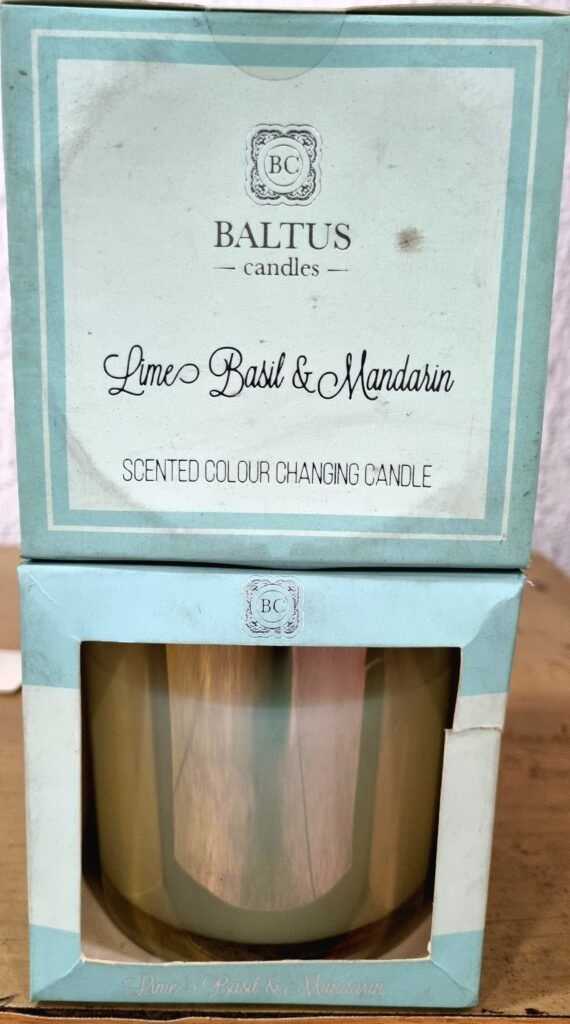 BC
BALTUS
— candles —
Lime Basil & Mandarin
SCENTED COLOUR CHANGING CANDLE
BC
Lime Basil & Mandarin